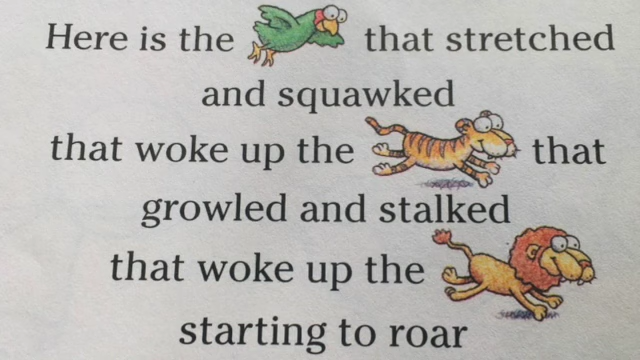 Here is the that stretched
and squawked
that woke up the that
growled and stalked
that woke up the
starting to roar